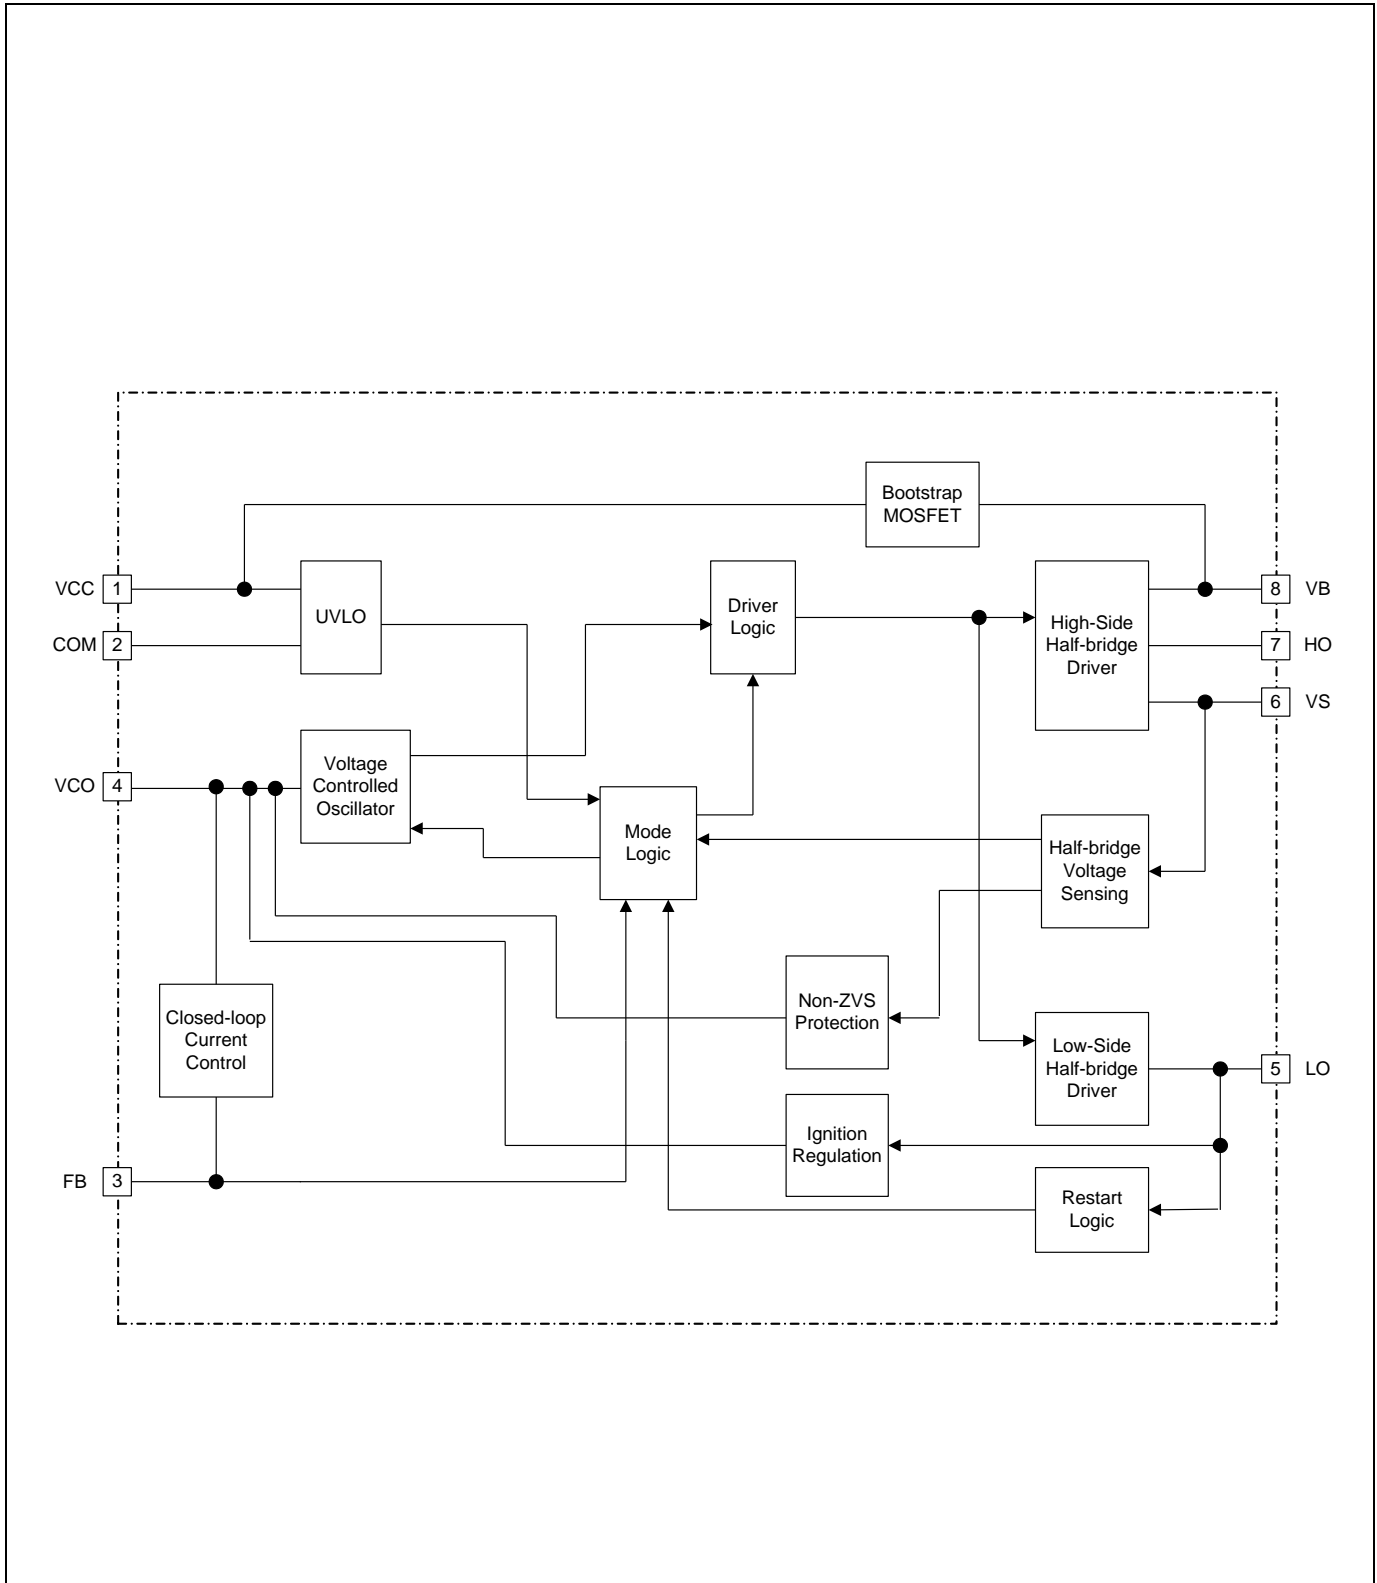 Bootstrap
MOSFET
VCC 1
UVLO
Driver
Logic
High-Side
Half-bridge
Driver
8 VB
COM 2
7 HO
6 VS
VCO 4
Voltage
Controlled
Oscillator
Mode
Logic
Half-bridge
Voltage
Sensing
Closed-loop
Current
Control
Non-ZVS
Protection
Low-Side
Half-bridge
Driver
5 LO
Ignition
Regulation
FB 3
Restart
Logic